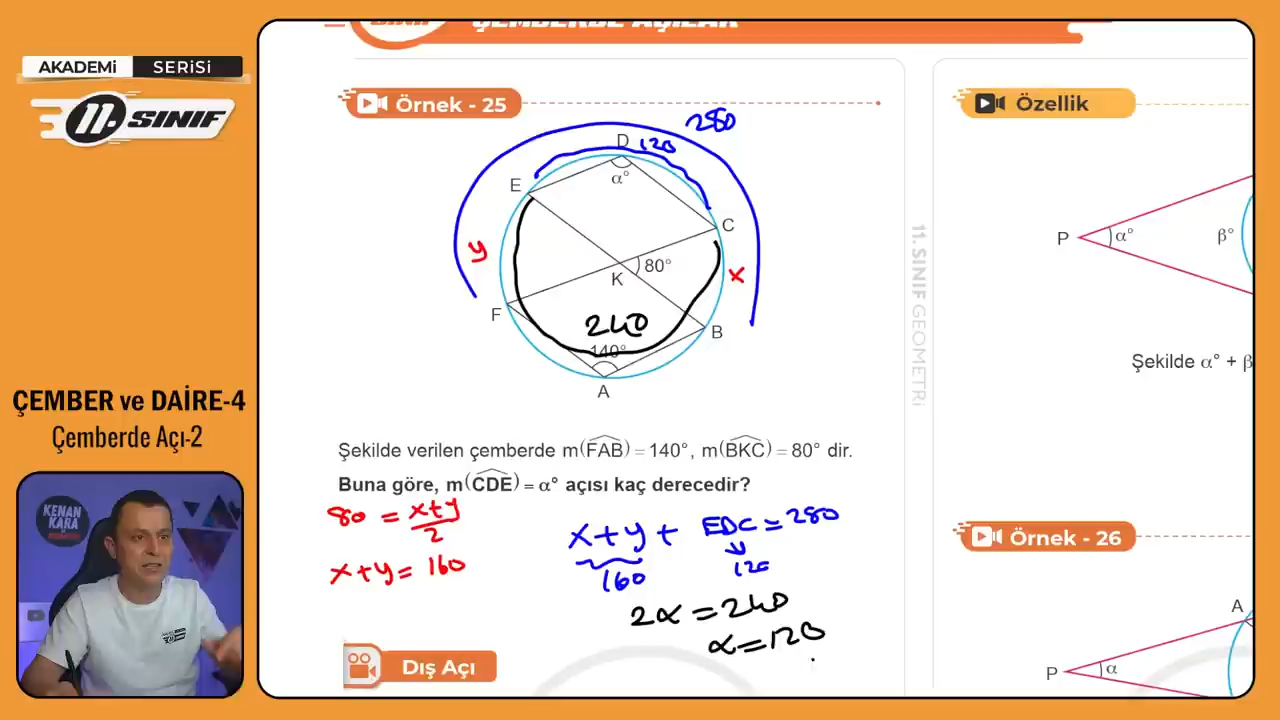 ÇEMBERDE AÇILAR
AKADEMİ SERİSİ
11. SINIF
Örnek - 25
280
D 120
α°
E
C
y
80°
x
K
F
240
B
140°
A
Şekilde verilen çemberde m(FAB) = 140°, m(BKC) = 80° dir.
Buna göre, m(CDE) = α° açısı kaç derecedir?
80 = x+y / 2
x+y = 160
x+y + EDC = 280
160
120
2α = 240
α = 120
Dış Açı
11. SINIF GEOMETRİ
Özellik
P α° β°
Şekilde α° + β
Örnek - 26
A
P α
ÇEMBER ve DAİRE-4
Çemberde Açı-2
KENAN
KARA